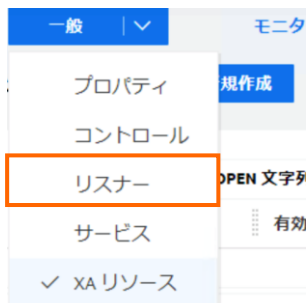 一般 モニタ
プロパティ 規作成
コントロール
リスナー OPEN 文字列
サービス 有効
XA リソース